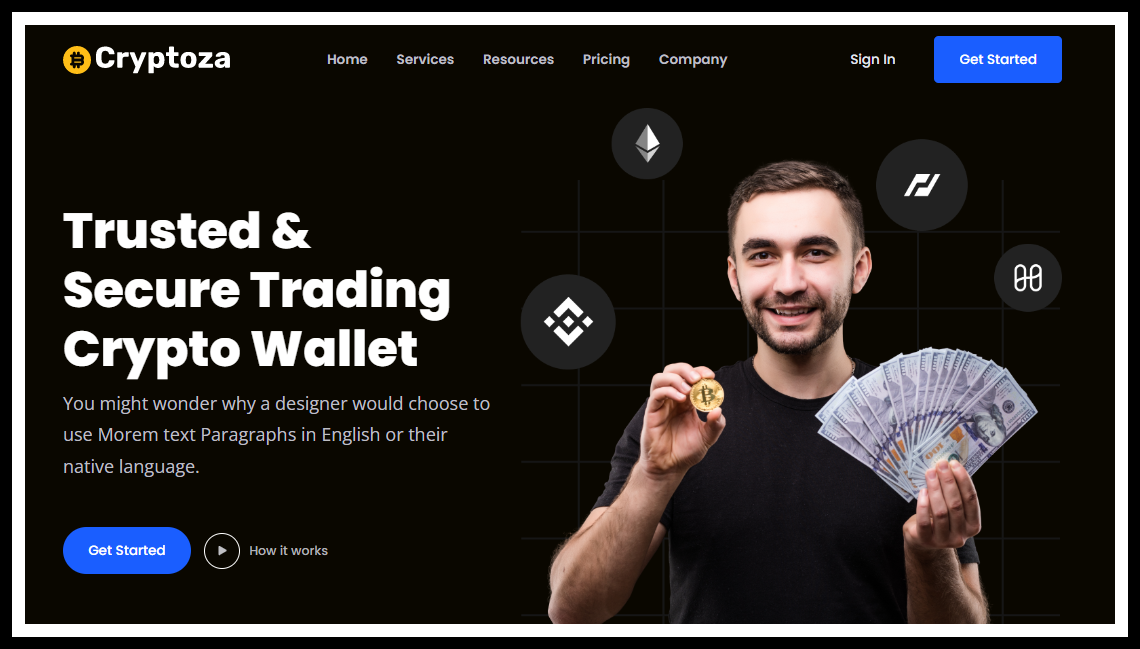 Cryptoza
Home Services Resources Pricing Company
Sign In
Get Started
Trusted &
Secure Trading
Crypto Wallet
You might wonder why a designer would choose to
use Morem text Paragraphs in English or their
native language.
Get Started
How it works
100